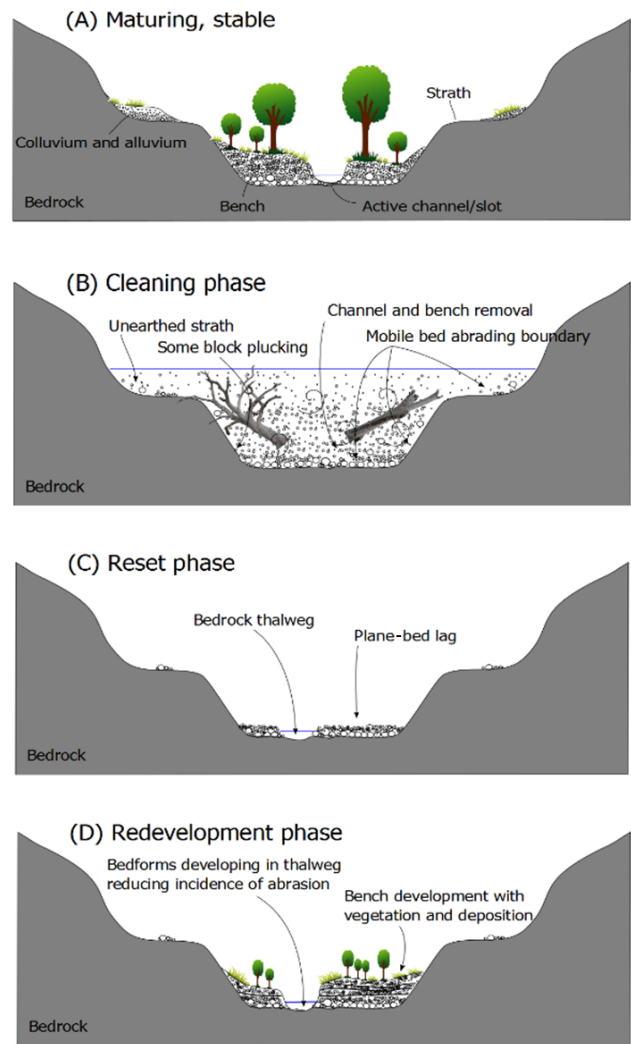 (A) Maturing, stable
Strath
Colluvium and alluvium
Bedrock
Bench
Active channel/slot
(B) Cleaning phase
Channel and bench removal
Unearthed strath
Mobile bed abrading boundary
Some block plucking
Bedrock
(C) Reset phase
Bedrock thalweg
Plane-bed lag
Bedrock
(D) Redevelopment phase
Bedforms developing in thalweg
reducing incidence of abrasion
Bench development with
vegetation and deposition
Bedrock